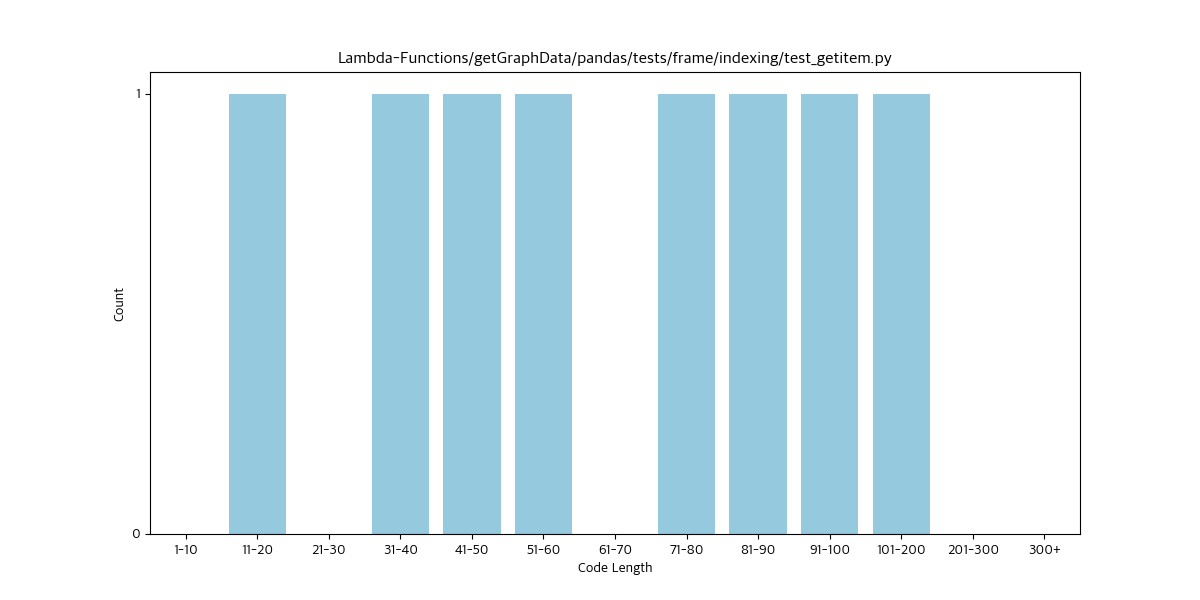 Lambda-Functions/getGraphData/pandas/tests/frame/indexing/test_getitem.py
1
Count
0
1-10 11-20 21-30 31-40 41-50 51-60 61-70 71-80 81-90 91-100 101-200 201-300 300+
Code Length